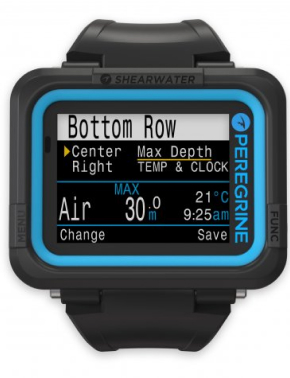 SHEARWATER
Bottom Row
Center Max Depth
Right TEMP & CLOCK
MAX
Air 30.0m 21°C
9:25am
Change Save
PEREGRINE
MENU
FUNC